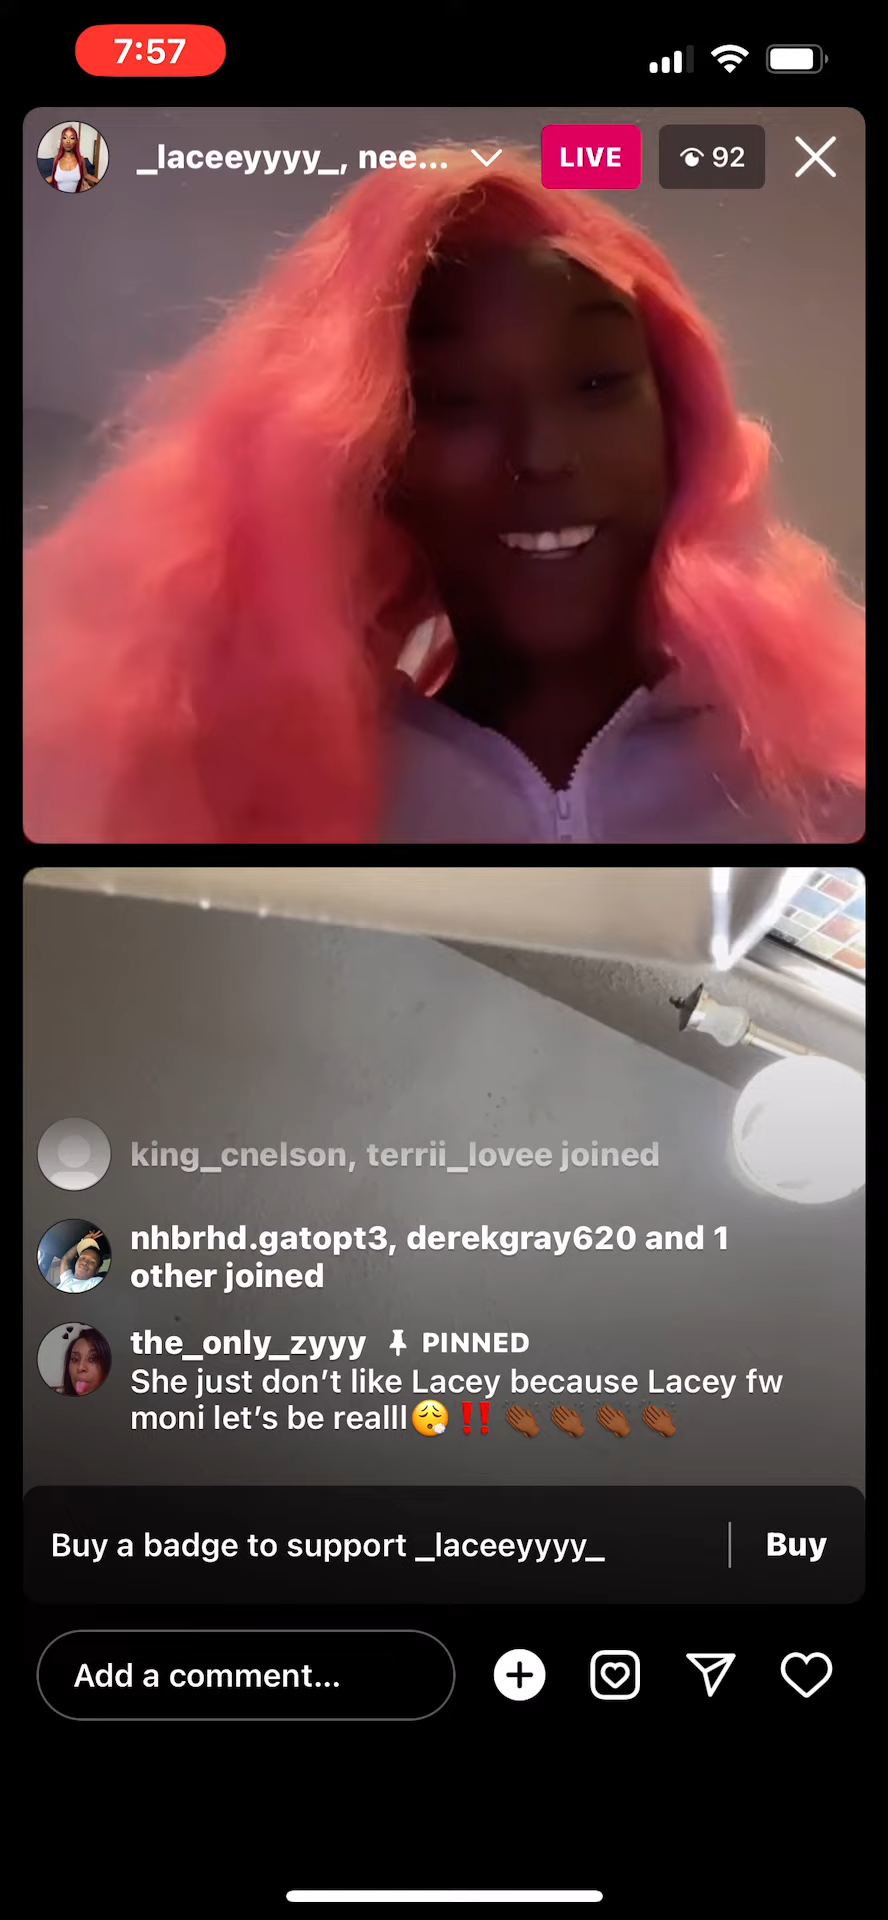 7:57
_laceeyyyy_, nee...
LIVE
92
king_cnelson, terrii_lovee joined
nhbrhd.gatopt3, derekgray620 and 1
other joined
the_only_zyyy PINNED
She just don’t like Lacey because Lacey fw
moni let’s be realll😮‍💨‼️👏🏾👏🏾👏🏾👏🏾
Buy a badge to support _laceeyyyy_
Buy
Add a comment...